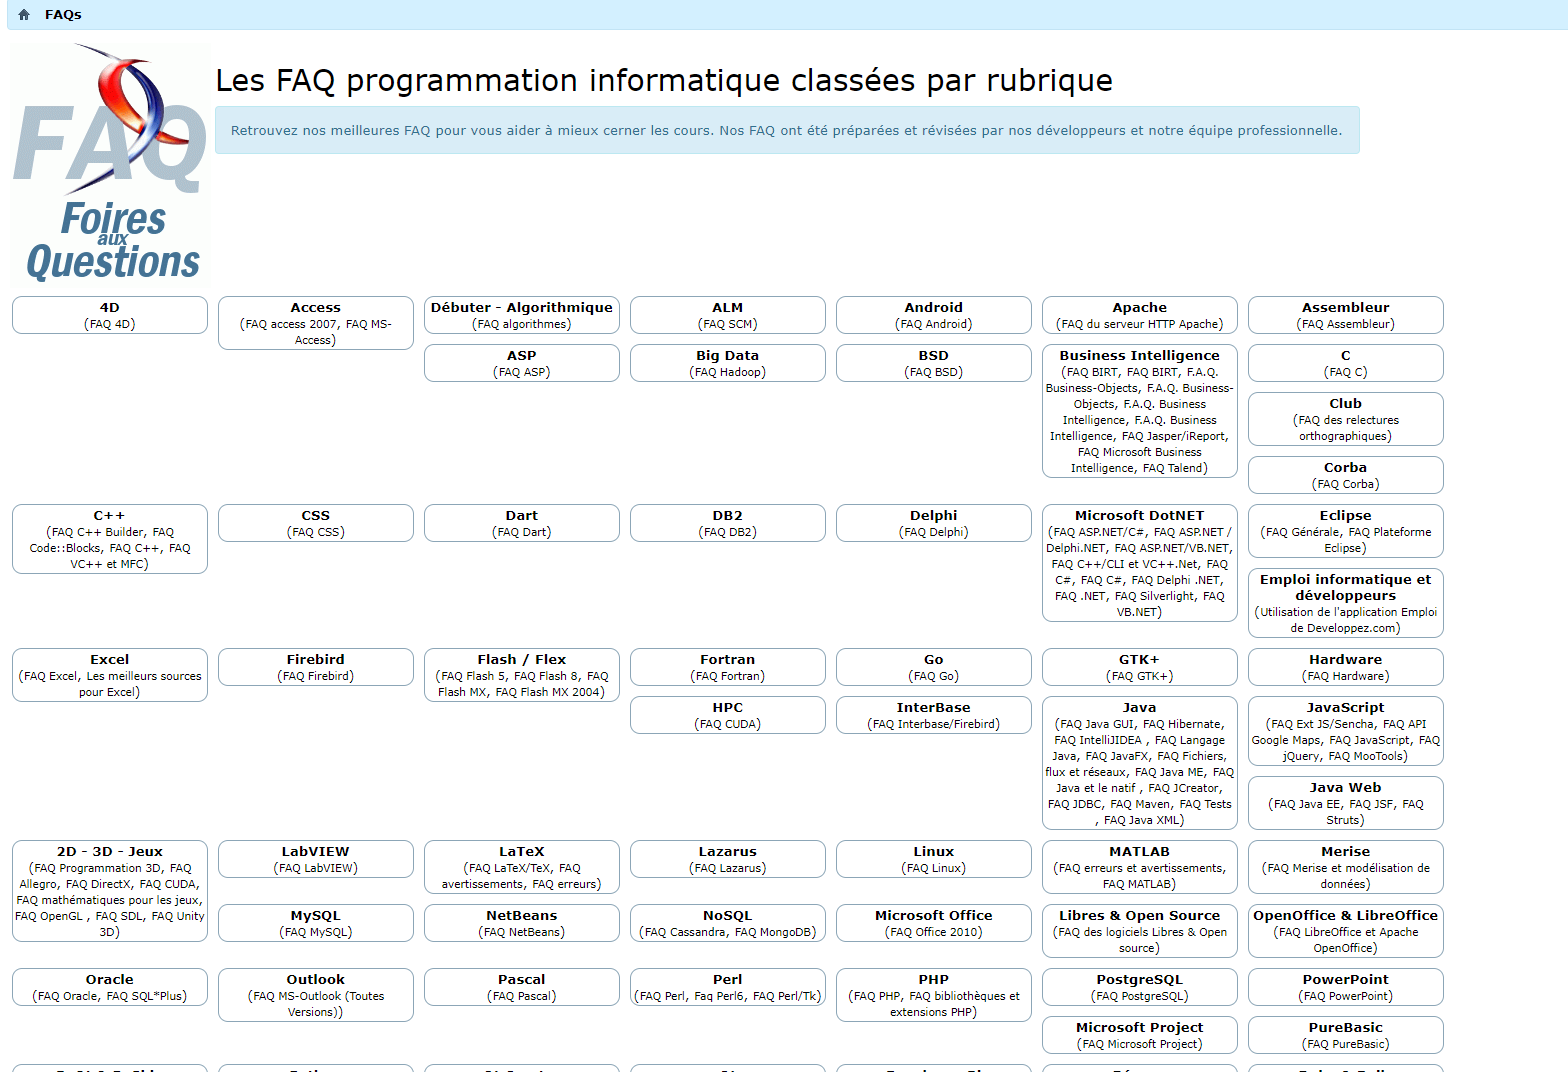 FAQs
FAQ
Foires
aux
Questions
Les FAQ programmation informatique classées par rubrique
Retrouvez nos meilleures FAQ pour vous aider à mieux cerner les cours. Nos FAQ ont été préparées et révisées par nos développeurs et notre équipe professionnelle.
4D
(FAQ 4D)
Access
(FAQ access 2007, FAQ MS-
Access)
Débuter - Algorithmique
(FAQ algorithmes)
ALM
(FAQ SCM)
Android
(FAQ Android)
Apache
(FAQ du serveur HTTP Apache)
Assembleur
(FAQ Assembleur)
ASP
(FAQ ASP)
Big Data
(FAQ Hadoop)
BSD
(FAQ BSD)
Business Intelligence
(FAQ BIRT, FAQ BIRT, F.A.Q.
Business-Objects, F.A.Q. Business-
Objects, F.A.Q. Business
Intelligence, F.A.Q. Business
Intelligence, FAQ Jasper/iReport,
FAQ Microsoft Business
Intelligence, FAQ Talend)
C
(FAQ C)
Club
(FAQ des relectures
orthographiques)
Corba
(FAQ Corba)
C++
(FAQ C++ Builder, FAQ
Code::Blocks, FAQ C++, FAQ
VC++ et MFC)
CSS
(FAQ CSS)
Dart
(FAQ Dart)
DB2
(FAQ DB2)
Delphi
(FAQ Delphi)
Microsoft DotNET
(FAQ ASP.NET/C#, FAQ ASP.NET /
Delphi.NET, FAQ ASP.NET/VB.NET,
FAQ C++/CLI et VC++.Net, FAQ
C#, FAQ C#, FAQ Delphi .NET,
FAQ .NET, FAQ Silverlight, FAQ
VB.NET)
Eclipse
(FAQ Générale, FAQ Plateforme
Eclipse)
Emploi informatique et
développeurs
(Utilisation de l'application Emploi
de Developpez.com)
Excel
(FAQ Excel, Les meilleurs sources
pour Excel)
Firebird
(FAQ Firebird)
Flash / Flex
(FAQ Flash 5, FAQ Flash 8, FAQ
Flash MX, FAQ Flash MX 2004)
Fortran
(FAQ Fortran)
Go
(FAQ Go)
GTK+
(FAQ GTK+)
Hardware
(FAQ Hardware)
HPC
(FAQ CUDA)
InterBase
(FAQ Interbase/Firebird)
Java
(FAQ Java GUI, FAQ Hibernate,
FAQ IntelliJIDEA , FAQ Langage
Java, FAQ JavaFX, FAQ Fichiers,
flux et réseaux, FAQ Java ME, FAQ
Java et le natif , FAQ JCreator,
FAQ JDBC, FAQ Maven, FAQ Tests
, FAQ Java XML)
JavaScript
(FAQ Ext JS/Sencha, FAQ API
Google Maps, FAQ JavaScript, FAQ
jQuery, FAQ MooTools)
Java Web
(FAQ Java EE, FAQ JSF, FAQ
Struts)
2D - 3D - Jeux
(FAQ Programmation 3D, FAQ
Allegro, FAQ DirectX, FAQ CUDA,
FAQ mathématiques pour les jeux,
FAQ OpenGL , FAQ SDL, FAQ Unity
3D)
LabVIEW
(FAQ LabVIEW)
LaTeX
(FAQ LaTeX/TeX, FAQ
avertissements, FAQ erreurs)
Lazarus
(FAQ Lazarus)
Linux
(FAQ Linux)
MATLAB
(FAQ erreurs et avertissements,
FAQ MATLAB)
Merise
(FAQ Merise et modélisation de
données)
MySQL
(FAQ MySQL)
NetBeans
(FAQ NetBeans)
NoSQL
(FAQ Cassandra, FAQ MongoDB)
Microsoft Office
(FAQ Office 2010)
Libres & Open Source
(FAQ des logiciels Libres & Open
source)
OpenOffice & LibreOffice
(FAQ LibreOffice et Apache
OpenOffice)
Oracle
(FAQ Oracle, FAQ SQL*Plus)
Outlook
(FAQ MS-Outlook (Toutes
Versions))
Pascal
(FAQ Pascal)
Perl
(FAQ Perl, Faq Perl6, FAQ Perl/Tk)
PHP
(FAQ PHP, FAQ bibliothèques et
extensions PHP)
PostgreSQL
(FAQ PostgreSQL)
PowerPoint
(FAQ PowerPoint)
Microsoft Project
(FAQ Microsoft Project)
PureBasic
(FAQ PureBasic)